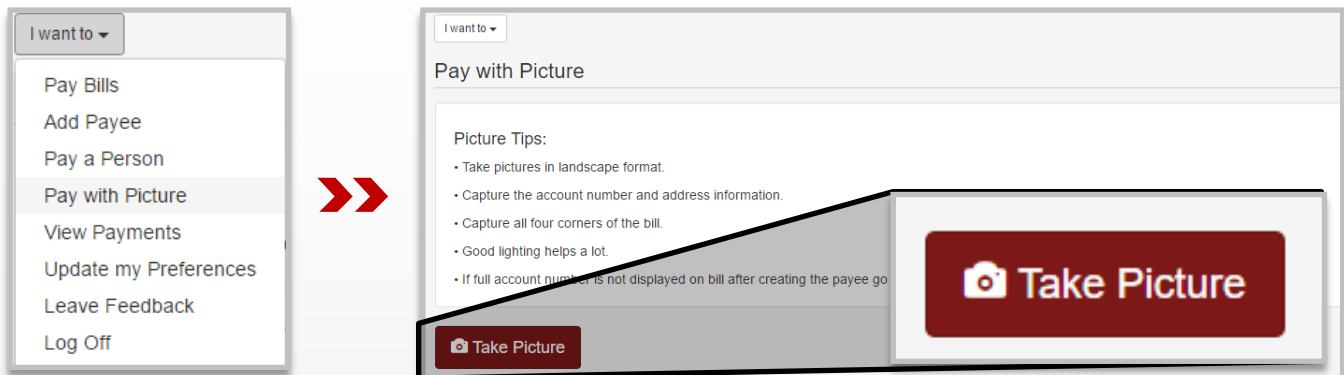 I want to
Pay Bills
Add Payee
Pay a Person
Pay with Picture
View Payments
Update my Preferences
Leave Feedback
Log Off
I want to
Pay with Picture
Picture Tips:
• Take pictures in landscape format.
• Capture the account number and address information.
• Capture all four corners of the bill.
• Good lighting helps a lot.
• If full account number is not displayed on bill after creating the payee go
Take Picture
Take Picture